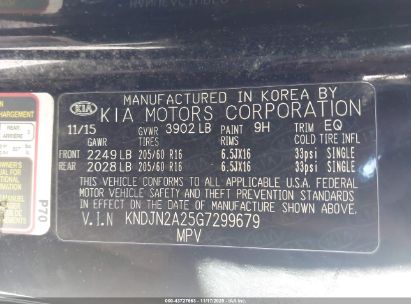 CHARGEMENT
P70
MANUFACTURED IN KOREA BY
KIA KIA MOTORS CORPORATION
11/15 GVWR 3902 LB PAINT 9H TRIM EQ
GAWR TIRES RIMS COLD TIRE INFL
FRONT 2249 LB 205/60 R16 6.5JX16 33psi SINGLE
REAR 2028 LB 205/60 R16 6.5JX16 33psi SINGLE
THIS VEHICLE CONFORMS TO ALL APPLICABLE U.S.A. FEDERAL
MOTOR VEHICLE SAFETY AND THEFT PREVENTION STANDARDS
IN EFFECT ON THE DATE OF MANUFACTURE SHOWN ABOVE.
V.I.N KNDJN2A25G7299679
MPV